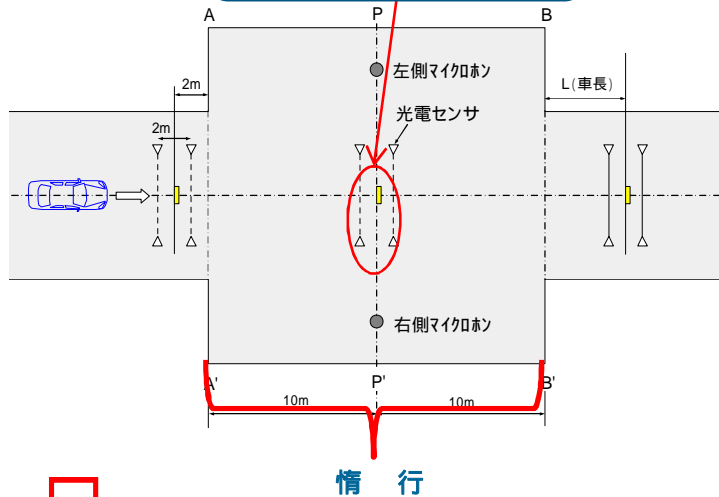 A P B
左側マイクロホン
2m
L(車長)
光電センサ
2m
右側マイクロホン
A' P' B'
10m 10m
惰 行